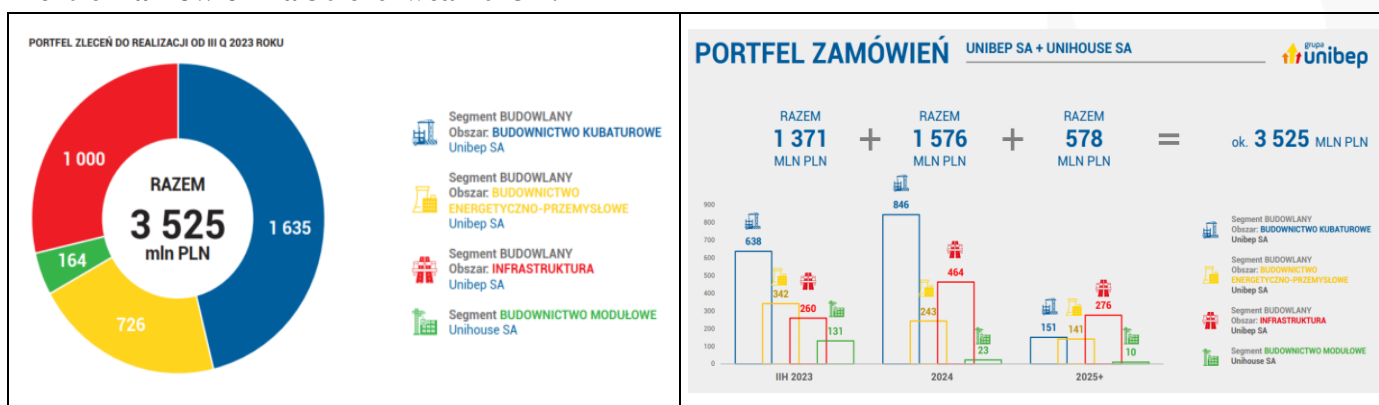 PORTFEL ZLECEŃ DO REALIZACJI OD III Q 2023 ROKU
1 000
164
726
1 635
RAZEM
3 525
mln PLN
Segment BUDOWLANY
Obszar: BUDOWNICTWO KUBATUROWE
Unibep SA
Segment BUDOWLANY
Obszar: BUDOWNICTWO
ENERGETYCZNO-PRZEMYSŁOWE
Unibep SA
Segment BUDOWLANY
Obszar: INFRASTRUKTURA
Unibep SA
Segment BUDOWNICTWO MODUŁOWE
Unihouse SA
PORTFEL ZAMÓWIEŃ UNIBEP SA + UNIHOUSE SA
grupa
unibep
RAZEM RAZEM RAZEM
1 371 + 1 576 + 578 = ok. 3 525 MLN PLN
MLN PLN MLN PLN MLN PLN
900
800
700
600
500
400
300
200
100
0
638 342 260 131
846 243 464 23
151 141 276 10
IIH 2023 2024 2025+
Segment BUDOWLANY
Obszar: BUDOWNICTWO KUBATUROWE
Unibep SA
Segment BUDOWLANY
Obszar: BUDOWNICTWO
ENERGETYCZNO-PRZEMYSŁOWE
Unibep SA
Segment BUDOWLANY
Obszar: INFRASTRUKTURA
Unibep SA
Segment BUDOWNICTWO MODUŁOWE
Unihouse SA